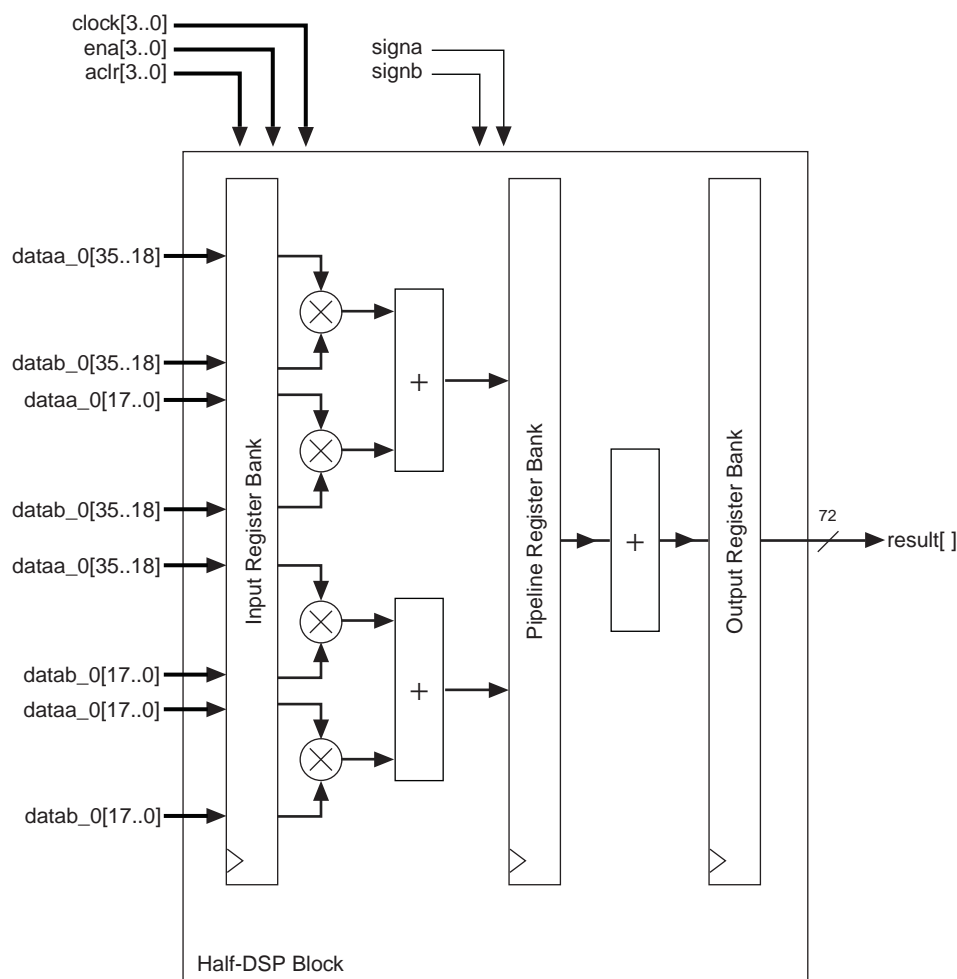 clock[3..0]
ena[3..0]
aclr[3..0]
signa
signb
dataa_0[35..18]
datab_0[35..18]
dataa_0[17..0]
datab_0[35..18]
dataa_0[35..18]
datab_0[17..0]
dataa_0[17..0]
datab_0[17..0]
Input Register Bank
+
+
Pipeline Register Bank
+
Output Register Bank
72
result[ ]
Half-DSP Block